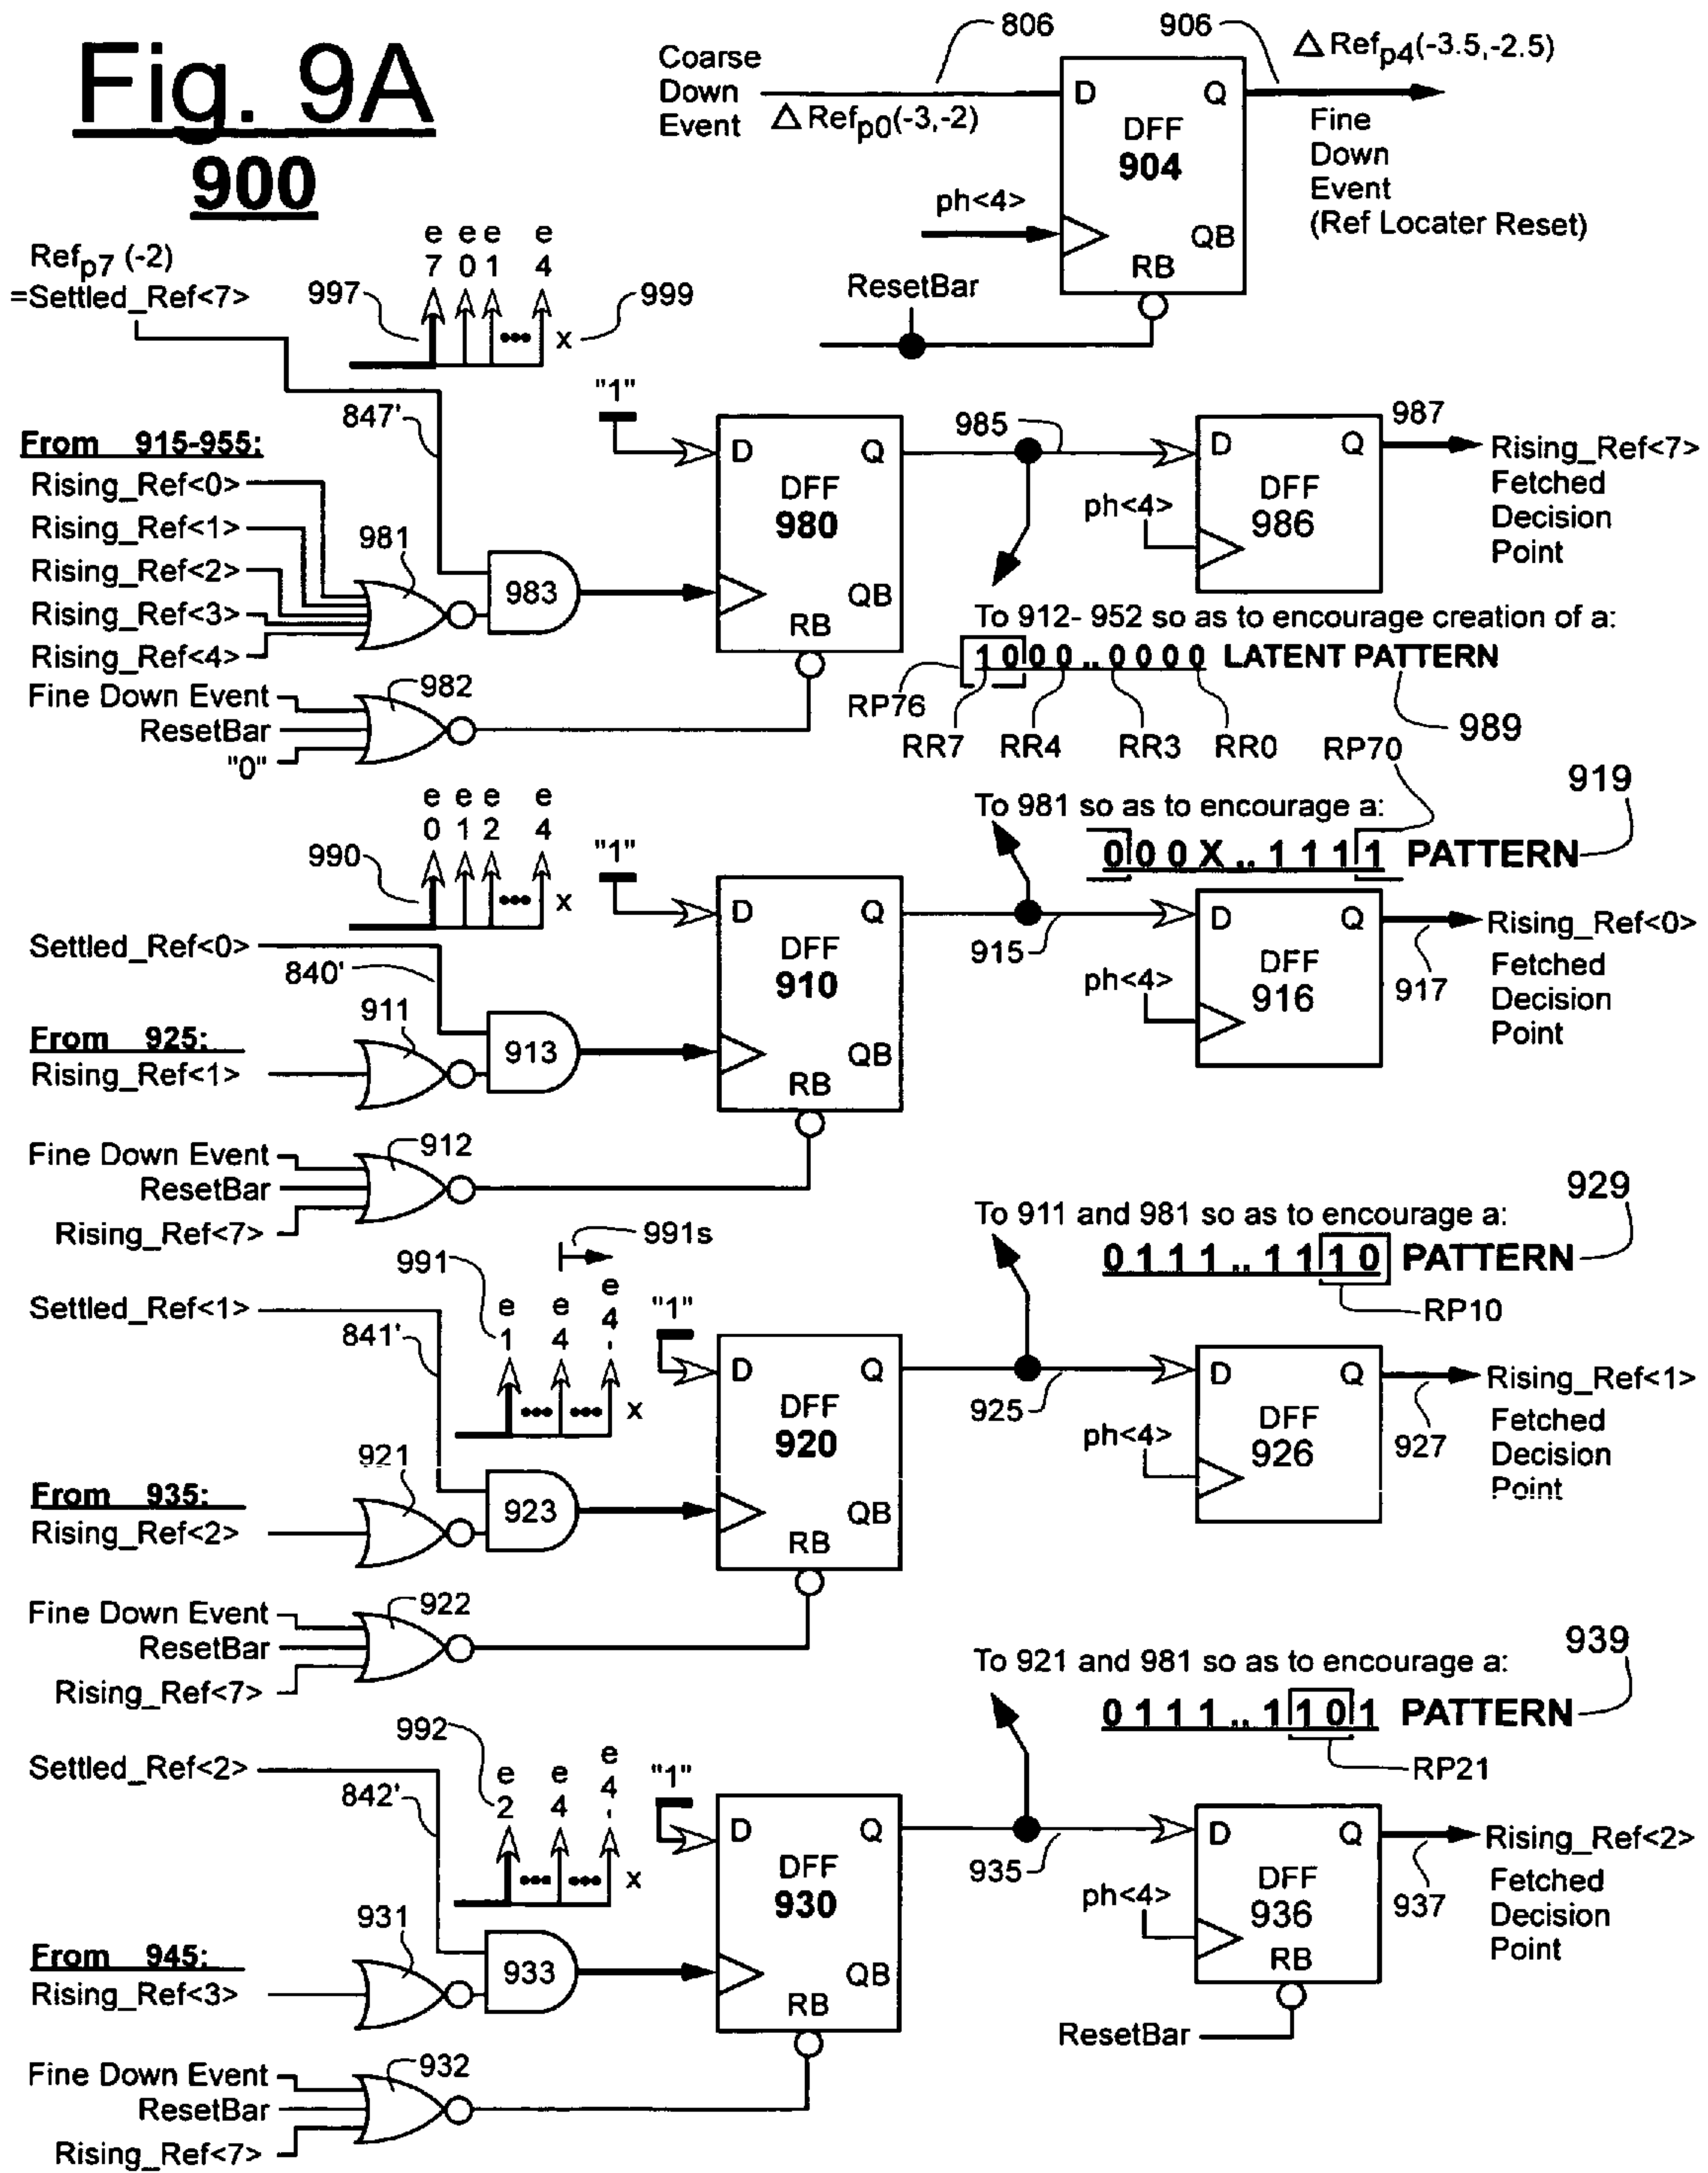 Fig. 9A
900
806
906
Coarse
Down
Event
△ Refp0(-3,-2)
△ Refp4(-3.5,-2.5)
D
Q
DFF
904
QB
RB
ph<4>
ResetBar
Fine
Down
Event
(Ref Locater Reset)
Refp7 (-2)
=Settled_Ref<7>
997
e e e e
7 0 1 4
••• x
999
847'
"1"
From 915-955:
Rising_Ref<0>
Rising_Ref<1>
Rising_Ref<2>
Rising_Ref<3>
Rising_Ref<4>
981
983
D
Q
DFF
980
QB
RB
985
D
Q
DFF
986
ph<4>
987
Rising_Ref<7>
Fetched
Decision
Point
Fine Down Event
ResetBar
"0"
982
To 912- 952 so as to encourage creation of a:
1 0 0 0 .. 0 0 0 0 LATENT PATTERN
RP76
RR7
RR4
RR3
RR0
989
RP70
919
To 981 so as to encourage a:
0 0 0 X .. 1 1 1 1 PATTERN
990
e e e e
0 1 2 4
••• x
"1"
Settled_Ref<0>
840'
911
From 925:
Rising_Ref<1>
913
D
Q
DFF
910
QB
RB
915
D
Q
DFF
916
ph<4>
917
Rising_Ref<0>
Fetched
Decision
Point
Fine Down Event
ResetBar
Rising_Ref<7>
912
929
To 911 and 981 so as to encourage a:
0 1 1 1 .. 1 1 1 0 PATTERN
RP10
991
991s
e e e
1 4 4'
••• ••• x
"1"
Settled_Ref<1>
841'
921
From 935:
Rising_Ref<2>
923
D
Q
DFF
920
QB
RB
925
D
Q
DFF
926
ph<4>
927
Rising_Ref<1>
Fetched
Decision
Point
Fine Down Event
ResetBar
Rising_Ref<7>
922
939
To 921 and 981 so as to encourage a:
0 1 1 1 .. 1 1 0 1 PATTERN
RP21
992
e e e
2 4 4'
••• ••• x
"1"
Settled_Ref<2>
842'
931
From 945:
Rising_Ref<3>
933
D
Q
DFF
930
QB
RB
935
D
Q
DFF
936
RB
ph<4>
ResetBar
937
Rising_Ref<2>
Fetched
Decision
Point
Fine Down Event
ResetBar
Rising_Ref<7>
932